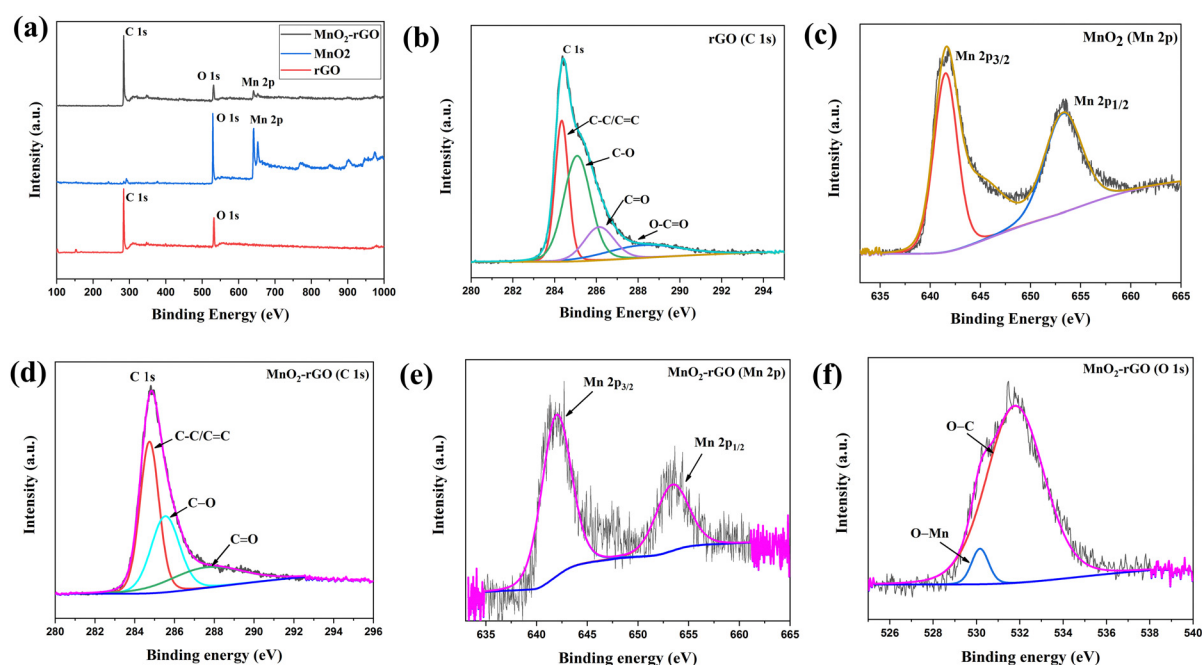 (a)
MnO₂-rGO
MnO2
rGO
C 1s
O 1s
Mn 2p
O 1s
Mn 2p
C 1s
O 1s
Intensity (a.u.)
100 200 300 400 500 600 700 800 900 1000
Binding Energy (eV)
(b)
rGO (C 1s)
C 1s
C-C/C=C
C-O
C=O
O-C=O
Intensity (a.u.)
280 282 284 286 288 290 292 294
Binding Energy (eV)
(c)
MnO₂ (Mn 2p)
Mn 2p3/2
Mn 2p1/2
Intensity (a.u.)
635 640 645 650 655 660 665
Binding Energy (eV)
(d)
MnO₂-rGO (C 1s)
C 1s
C-C/C=C
C−O
C=O
Intensity (a.u.)
280 282 284 286 288 290 292 294 296
Binding energy (eV)
(e)
MnO₂-rGO (Mn 2p)
Mn 2p₃/₂
Mn 2p₁/₂
Intensity (a.u.)
635 640 645 650 655 660 665
Binding energy (eV)
(f)
MnO₂-rGO (O 1s)
O–C
O–Mn
Intensity (a.u.)
526 528 530 532 534 536 538 540
Binding energy (eV)